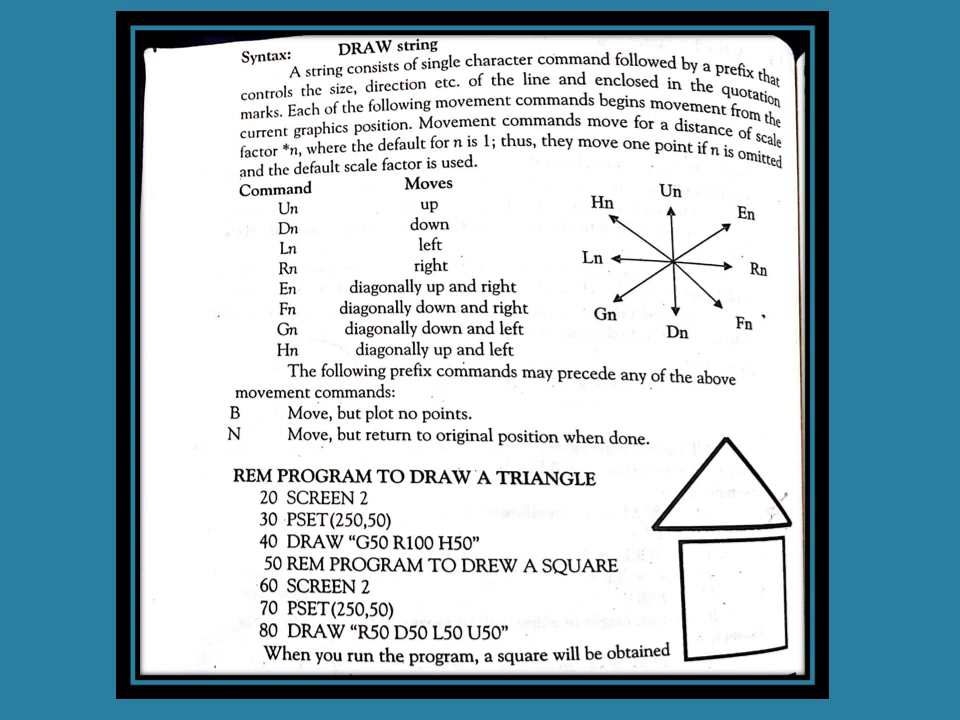 Syntax: DRAW string
A string consists of single character command followed by a prefix that
controls the size, direction etc. of the line and enclosed in the quotation
marks. Each of the following movement commands begins movement from the
current graphics position. Movement commands move for a distance of scale
factor *n, where the default for n is 1; thus, they move one point if n is omitted
and the default scale factor is used.
Command Moves
Un up
Dn down
Ln left
Rn right
En diagonally up and right
Fn diagonally down and right
Gn diagonally down and left
Hn diagonally up and left
Un
Hn
En
Ln
Rn
Gn
Fn
Dn
The following prefix commands may precede any of the above
movement commands:
B Move, but plot no points.
N Move, but return to original position when done.
REM PROGRAM TO DRAW A TRIANGLE
20 SCREEN 2
30 PSET(250,50)
40 DRAW “G50 R100 H50”
50 REM PROGRAM TO DREW A SQUARE
60 SCREEN 2
70 PSET(250,50)
80 DRAW “R50 D50 L50 U50”
When you run the program, a square will be obtained